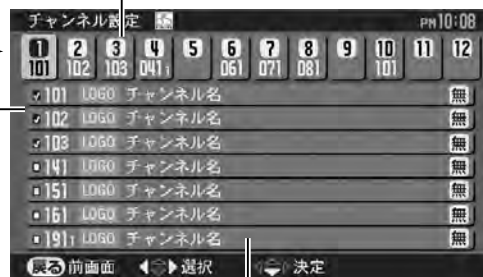 チャンネル設定 PM10:08
1 2 3 4 5 6 7 8 9 10 11 12
101 102 103 041₁ 061 071 081 101
101 LOGO チャンネル名 無
102 LOGO チャンネル名 無
103 LOGO チャンネル名 無
141 LOGO チャンネル名 無
151 LOGO チャンネル名 無
161 LOGO チャンネル名 無
191₁ LOGO チャンネル名 無
戻る 前画面 選択 決定